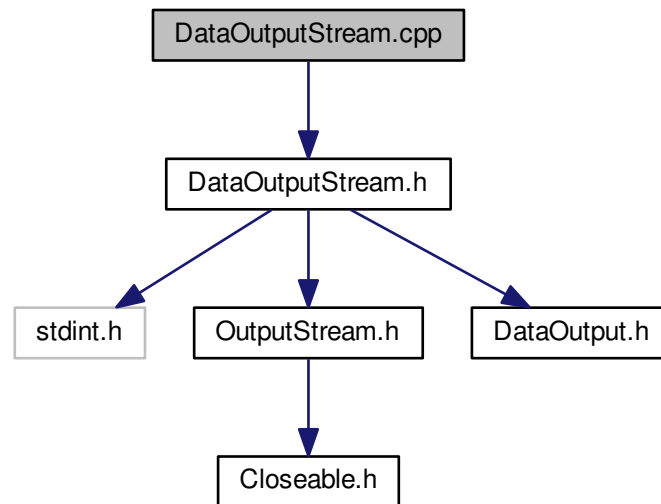 DataOutputStream.cpp
DataOutputStream.h
stdint.h
OutputStream.h
DataOutput.h
Closeable.h